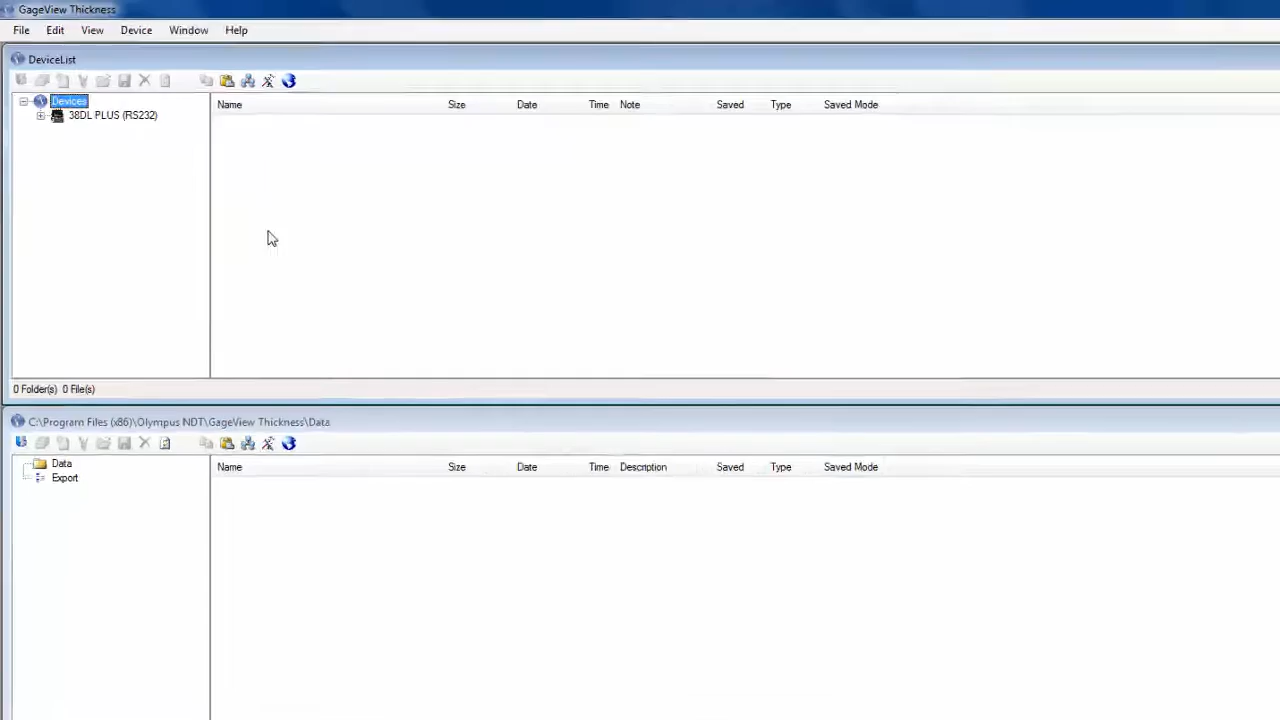 GageView Thickness
File Edit View Device Window Help
DeviceList
Name Size Date Time Note Saved Type Saved Mode
Devices
38DL PLUS (RS232)
0 Folder(s) 0 File(s)
C:\Program Files (x86)\Olympus NDT\GageView Thickness\Data
Name Size Date Time Description Saved Type Saved Mode
Data
Export